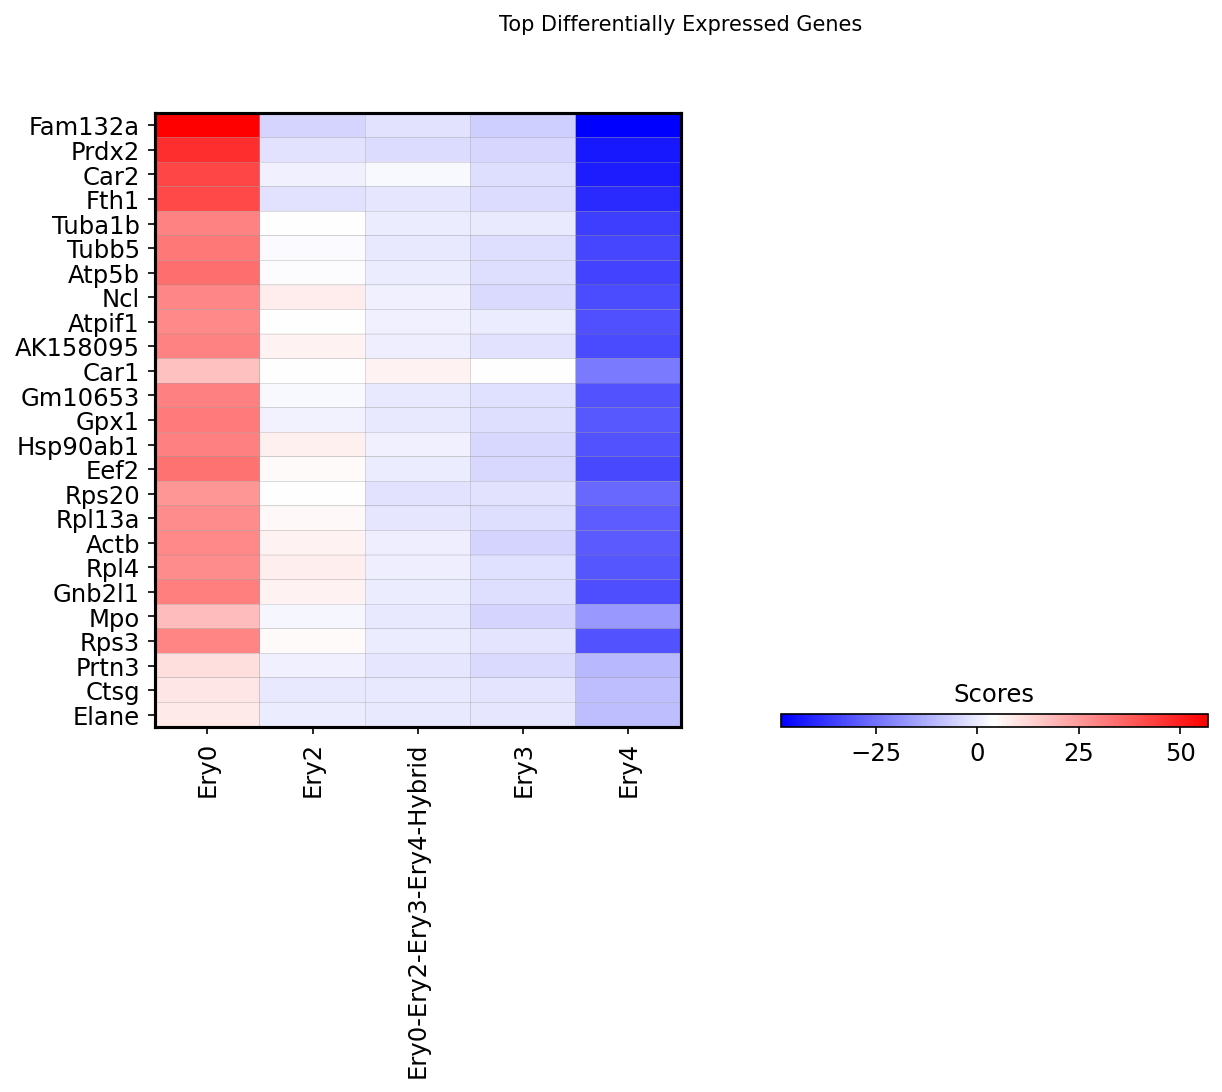 Top Differentially Expressed Genes
Fam132a
Prdx2
Car2
Fth1
Tuba1b
Tubb5
Atp5b
Ncl
Atpif1
AK158095
Car1
Gm10653
Gpx1
Hsp90ab1
Eef2
Rps20
Rpl13a
Actb
Rpl4
Gnb2l1
Mpo
Rps3
Prtn3
Ctsg
Elane
Ery0
Ery2
Ery0-Ery2-Ery3-Ery4-Hybrid
Ery3
Ery4
Scores
−25 0 25 50